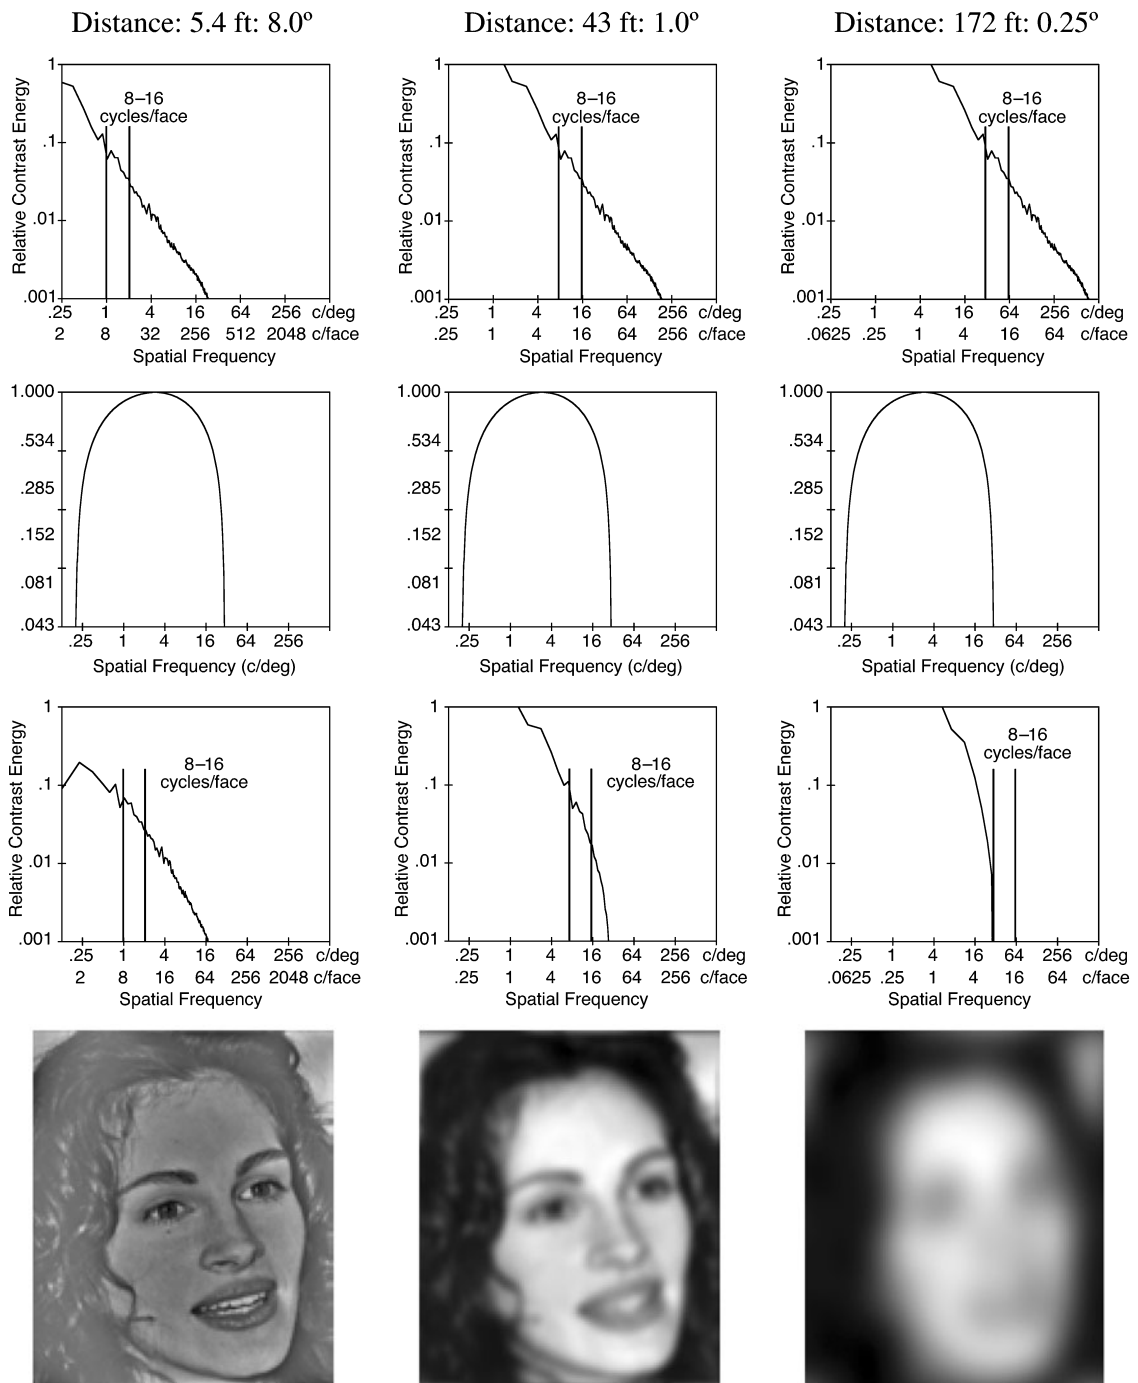 Distance: 5.4 ft: 8.0º
Distance: 43 ft: 1.0º
Distance: 172 ft: 0.25º
Relative Contrast Energy
1
.1
.01
.001
8–16
cycles/face
.25 1 4 16 64 256 c/deg
2 8 32 256 512 2048 c/face
Spatial Frequency
Relative Contrast Energy
1
.1
.01
.001
8–16
cycles/face
.25 1 4 16 64 256 c/deg
.25 1 4 16 64 256 c/face
Spatial Frequency
Relative Contrast Energy
1
.1
.01
.001
8–16
cycles/face
.25 1 4 16 64 256 c/deg
.0625 .25 1 4 16 64 c/face
Spatial Frequency
1.000
.534
.285
.152
.081
.043
.25 1 4 16 64 256
Spatial Frequency (c/deg)
1.000
.534
.285
.152
.081
.043
.25 1 4 16 64 256
Spatial Frequency (c/deg)
1.000
.534
.285
.152
.081
.043
.25 1 4 16 64 256
Spatial Frequency (c/deg)
Relative Contrast Energy
1
.1
.01
.001
8–16
cycles/face
.25 1 4 16 64 256 c/deg
2 8 16 64 256 2048 c/face
Spatial Frequency
Relative Contrast Energy
1
.1
.01
.001
8–16
cycles/face
.25 1 4 16 64 256 c/deg
.25 1 4 16 64 256 c/face
Spatial Frequency
Relative Contrast Energy
1
.1
.01
.001
8–16
cycles/face
.25 1 4 16 64 256 c/deg
.0625 .25 1 4 16 64 c/face
Spatial Frequency